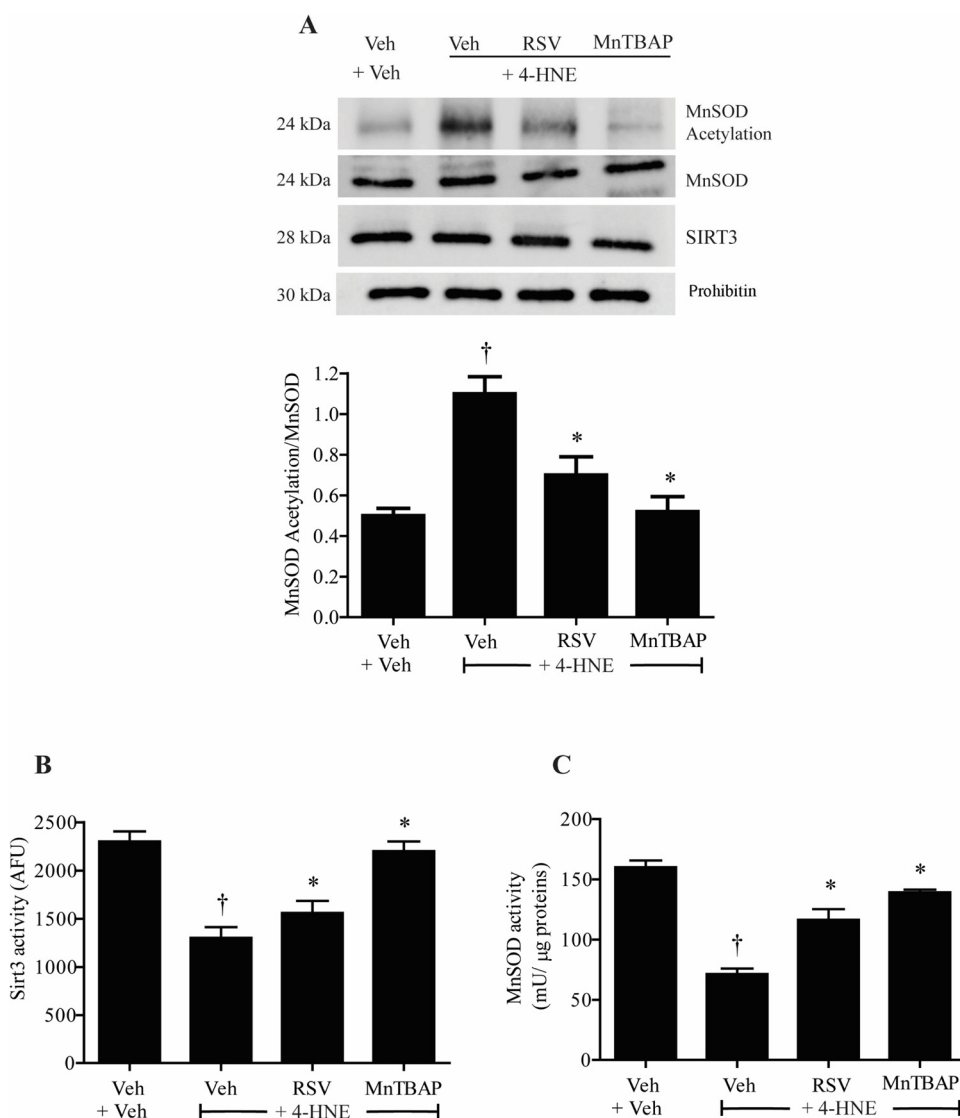 A
Veh Veh RSV MnTBAP
+ Veh + 4-HNE
24 kDa MnSOD
Acetylation
24 kDa MnSOD
28 kDa SIRT3
30 kDa Prohibitin
†
1.2
1.0
0.8
0.6
0.4
0.2
0.0
*
*
MnSOD Acetylation/MnSOD
Veh Veh RSV MnTBAP
+ Veh + 4-HNE
B
2500
2000
1500
1000
500
0
Sirt3 activity (AFU)
†
*
*
Veh Veh RSV MnTBAP
+ Veh + 4-HNE
C
200
150
100
50
0
MnSOD activity
(mU/ μg proteins)
†
*
*
Veh Veh RSV MnTBAP
+ Veh + 4-HNE